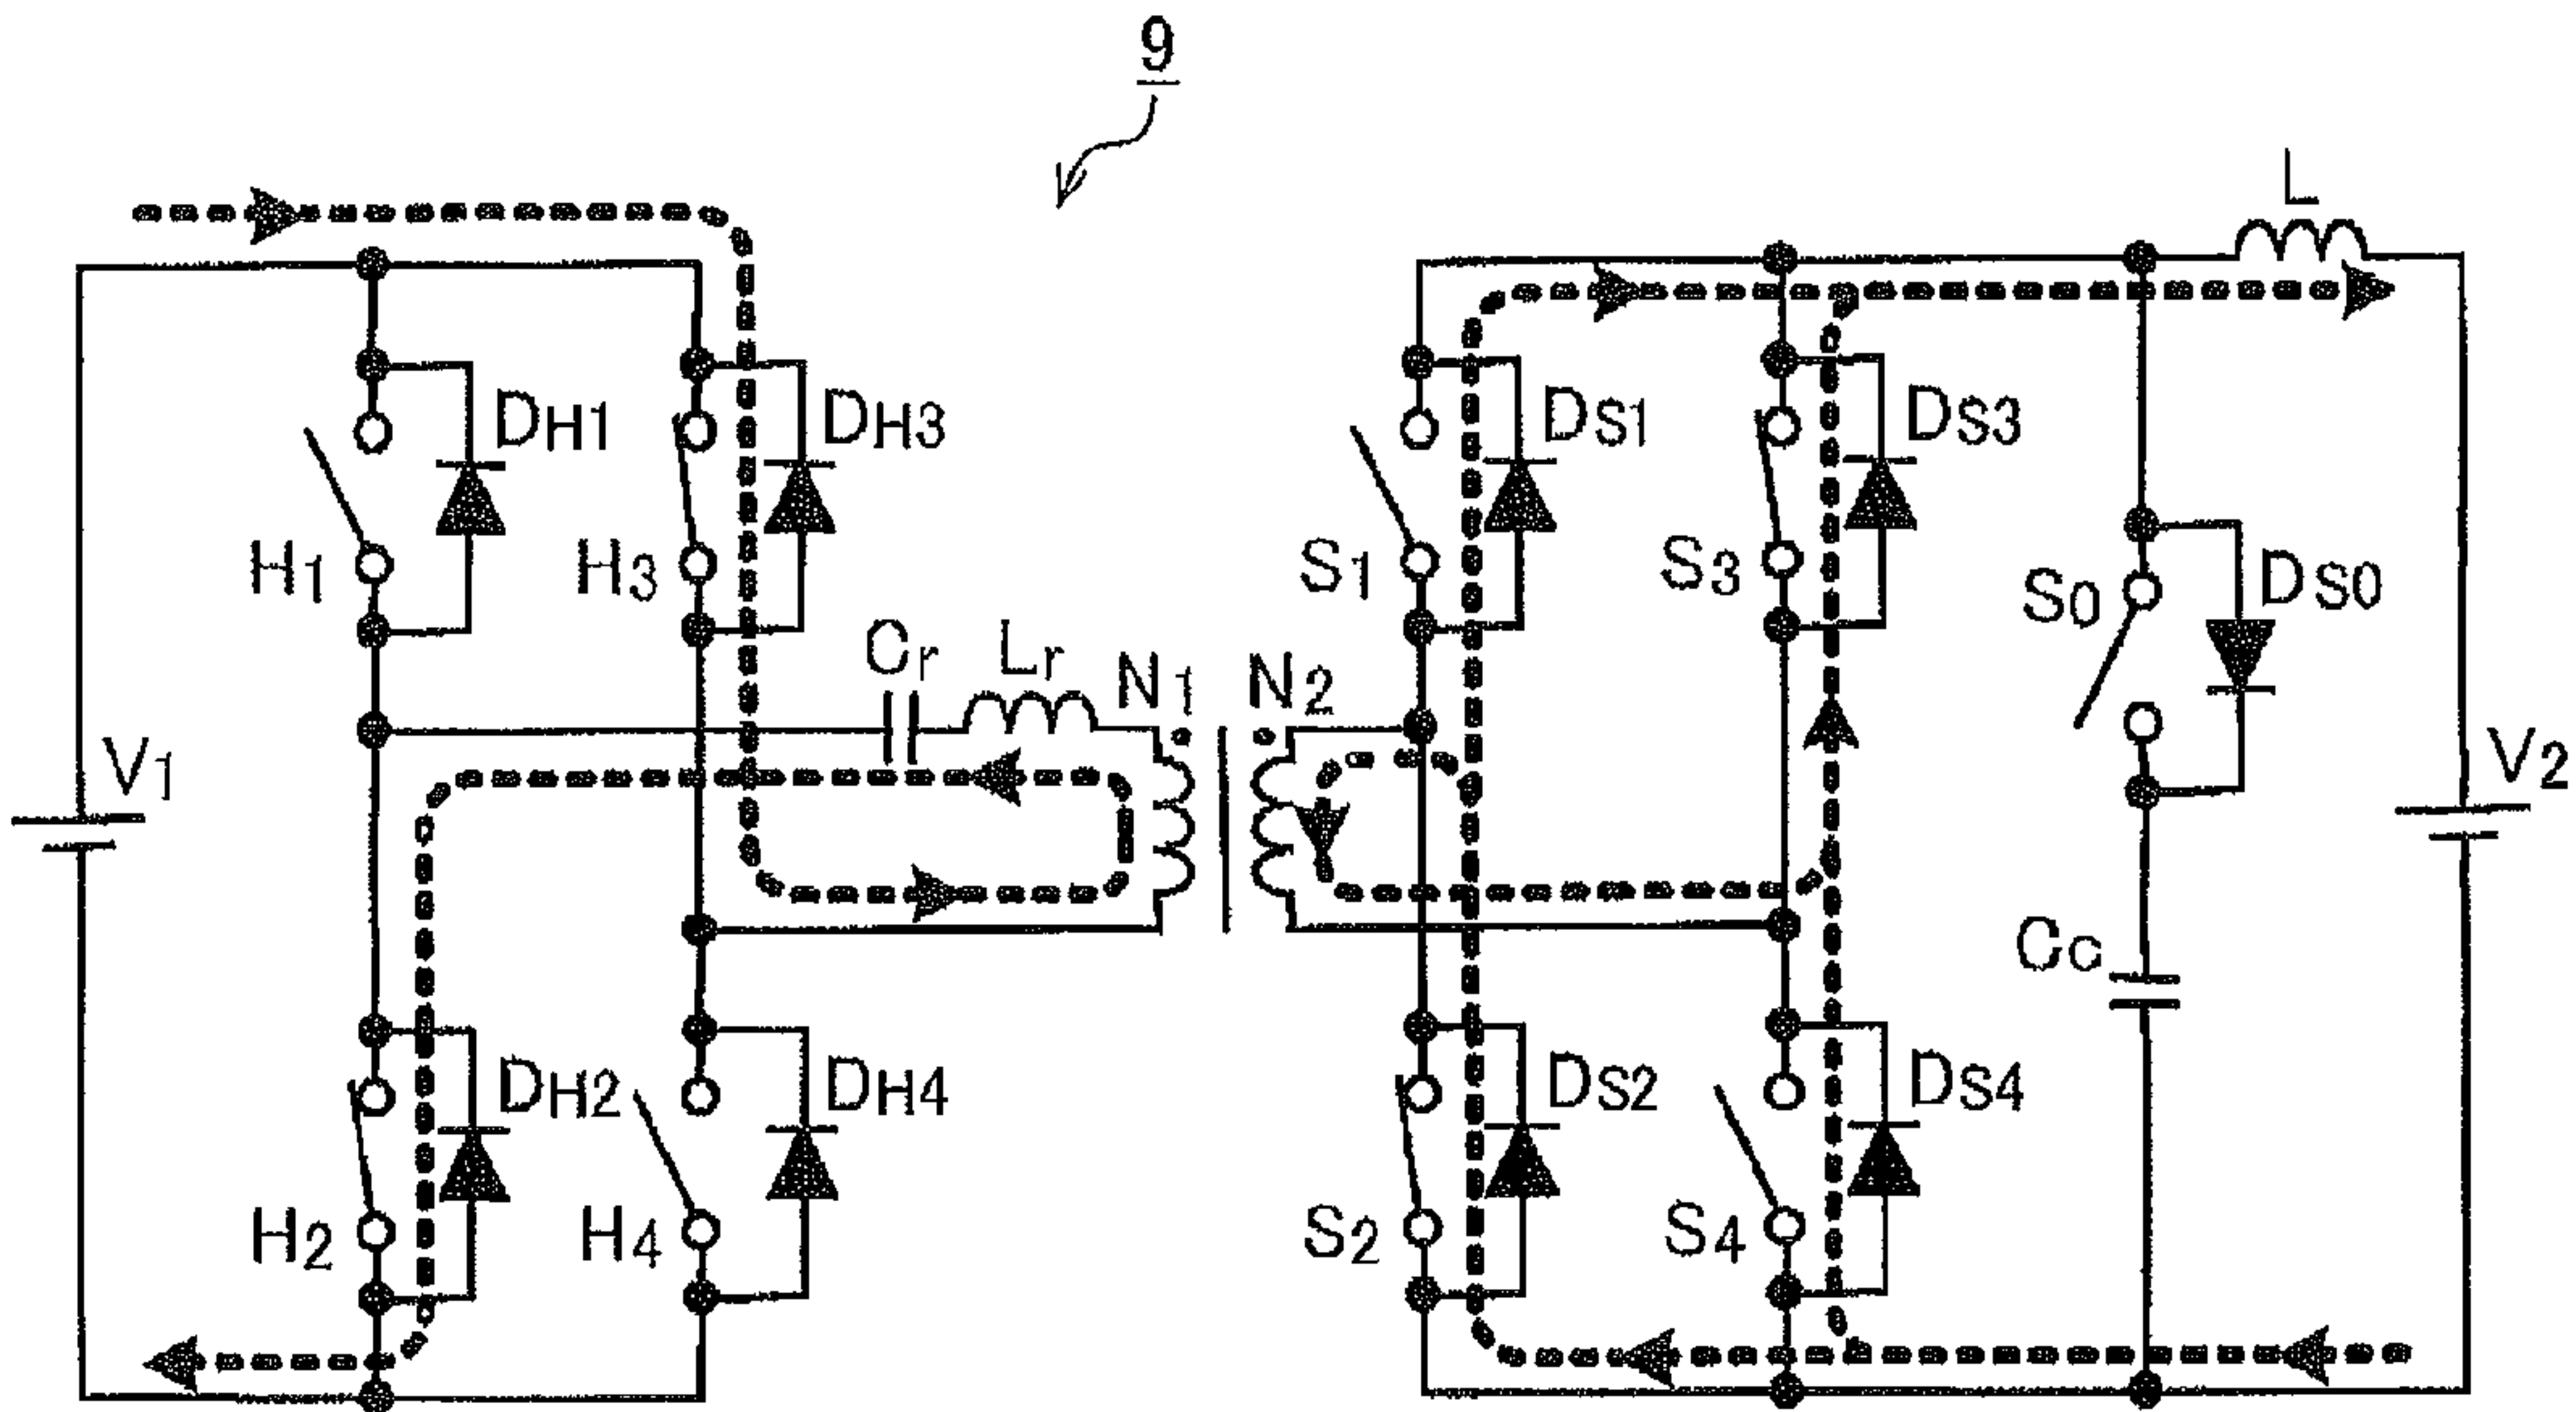 9
L
DH1
DH3
DS1
DS3
H1
H3
S1
S3
S0
DS0
Cr
Lr
N1
N2
V1
V2
Cc
DH2
DH4
DS2
DS4
H2
H4
S2
S4